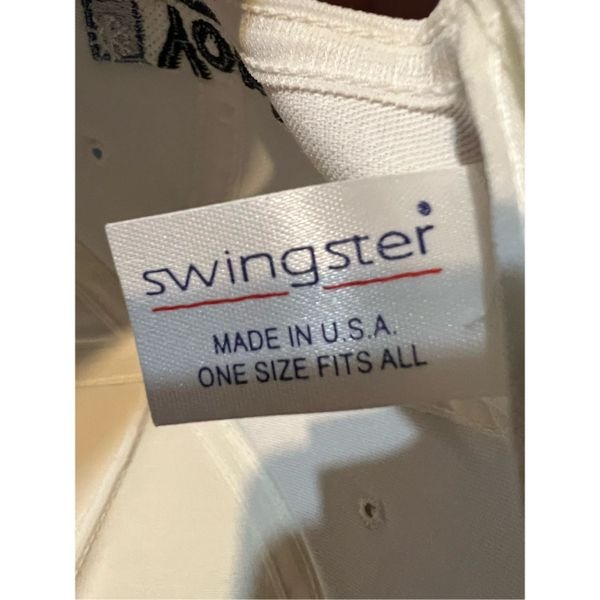 swingster®
MADE IN U.S.A.
ONE SIZE FITS ALL